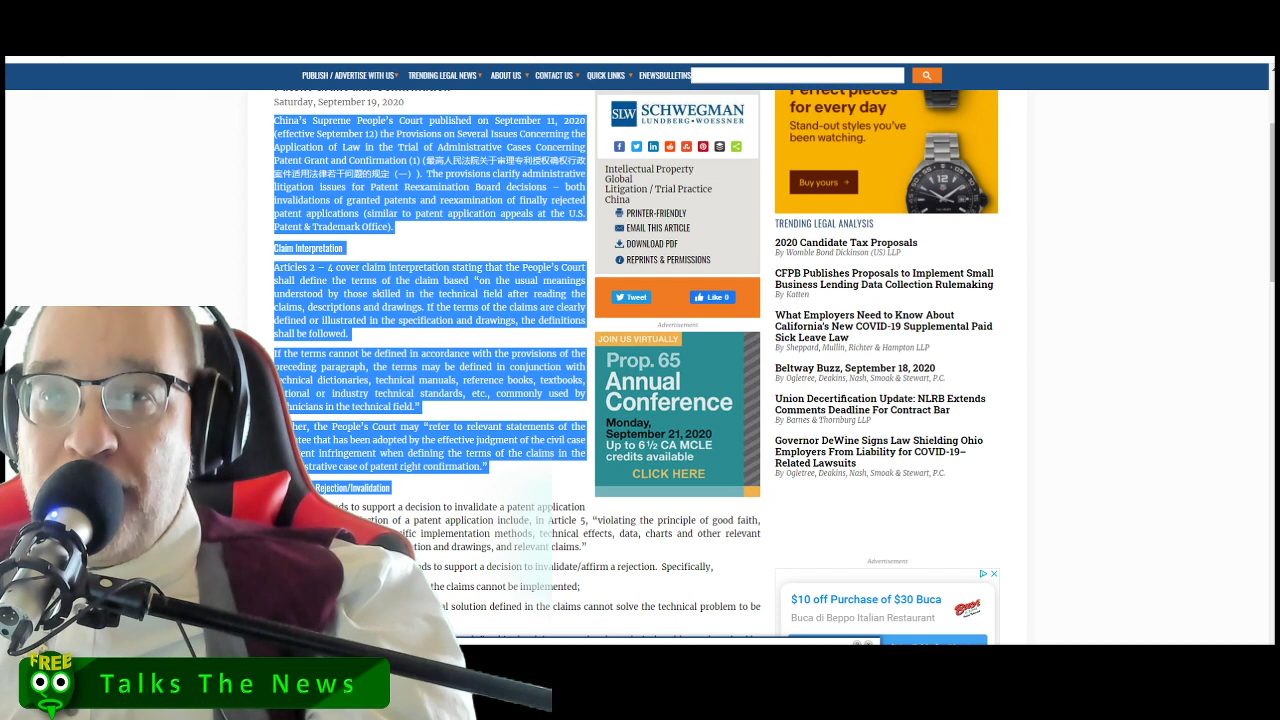 PUBLISH / ADVERTISE WITH US TRENDING LEGAL NEWS ABOUT US CONTACT US QUICK LINKS ENEWSBULLETINS
Saturday, September 19, 2020
China's Supreme People's Court published on September 11, 2020
(effective September 12) the Provisions on Several Issues Concerning the
Application of Law in the Trial of Administrative Cases Concerning
Patent Grant and Confirmation (1) (最高人民法院关于审理专利授权确权行政
案件适用法律若干问题的规定（一）). The provisions clarify administrative
litigation issues for Patent Reexamination Board decisions – both
invalidations of granted patents and reexamination of finally rejected
patent applications (similar to patent application appeals at the U.S.
Patent & Trademark Office).
Claim Interpretation
Articles 2 – 4 cover claim interpretation stating that the People's Court
shall define the terms of the claim based "on the usual meanings
understood by those skilled in the technical field after reading the
claims, descriptions and drawings. If the terms of the claims are clearly
defined or illustrated in the specification and drawings, the definitions
shall be followed.
If the terms cannot be defined in accordance with the provisions of the
preceding paragraph, the terms may be defined in conjunction with
technical dictionaries, technical manuals, reference books, textbooks,
national or industry technical standards, etc., commonly used by
technicians in the technical field."
the People's Court may "refer to relevant statements of the
that has been adopted by the effective judgment of the civil case
infringement when defining the terms of the claims in the
case of patent right confirmation."
Rejection/Invalidation
to support a decision to invalidate a patent application
of a patent application include, in Article 5, "violating the principle of good faith,
implementation methods, technical effects, data, charts and other relevant
and drawings, and relevant claims."
to support a decision to invalidate/affirm a rejection. Specifically,
the claims cannot be implemented;
solution defined in the claims cannot solve the technical problem to be
SLW SCHWEGMAN
LUNDBERG • WOESSNER
Intellectual Property
Global
Litigation / Trial Practice
China
PRINTER-FRIENDLY
EMAIL THIS ARTICLE
DOWNLOAD PDF
REPRINTS & PERMISSIONS
Tweet
Like 0
Advertisement
JOIN US VIRTUALLY
Prop. 65
Annual
Conference
Monday,
September 21, 2020
Up to 6½ CA MCLE
credits available
CLICK HERE
Perfect pieces
for every day
Stand-out styles you've
been watching.
Buy yours
TRENDING LEGAL ANALYSIS
2020 Candidate Tax Proposals
By Womble Bond Dickinson (US) LLP
CFPB Publishes Proposals to Implement Small
Business Lending Data Collection Rulemaking
By Katten
What Employers Need to Know About
California's New COVID-19 Supplemental Paid
Sick Leave Law
By Sheppard, Mullin, Richter & Hampton LLP
Beltway Buzz, September 18, 2020
By Ogletree, Deakins, Nash, Smoak & Stewart, P.C.
Union Decertification Update: NLRB Extends
Comments Deadline For Contract Bar
By Barnes & Thornburg LLP
Governor DeWine Signs Law Shielding Ohio
Employers From Liability for COVID-19–
Related Lawsuits
By Ogletree, Deakins, Nash, Smoak & Stewart, P.C.
Advertisement
$10 off Purchase of $30 Buca
Buca di Beppo Italian Restaurant
FREE
Talks The News